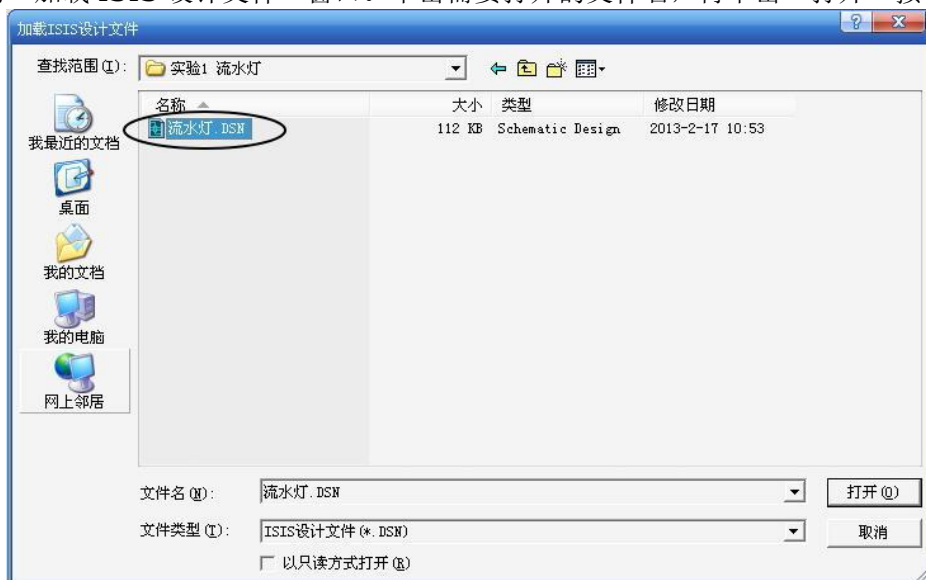 加载ISIS设计文件
查找范围(I): 实验1 流水灯
名称 大小 类型 修改日期
流水灯.DSN 112 KB Schematic Design 2013-2-17 10:53
我最近的文档
桌面
我的文档
我的电脑
网上邻居
文件名(N): 流水灯.DSN 打开(O)
文件类型(T): ISIS设计文件(*.DSN) 取消
以只读方式打开(R)